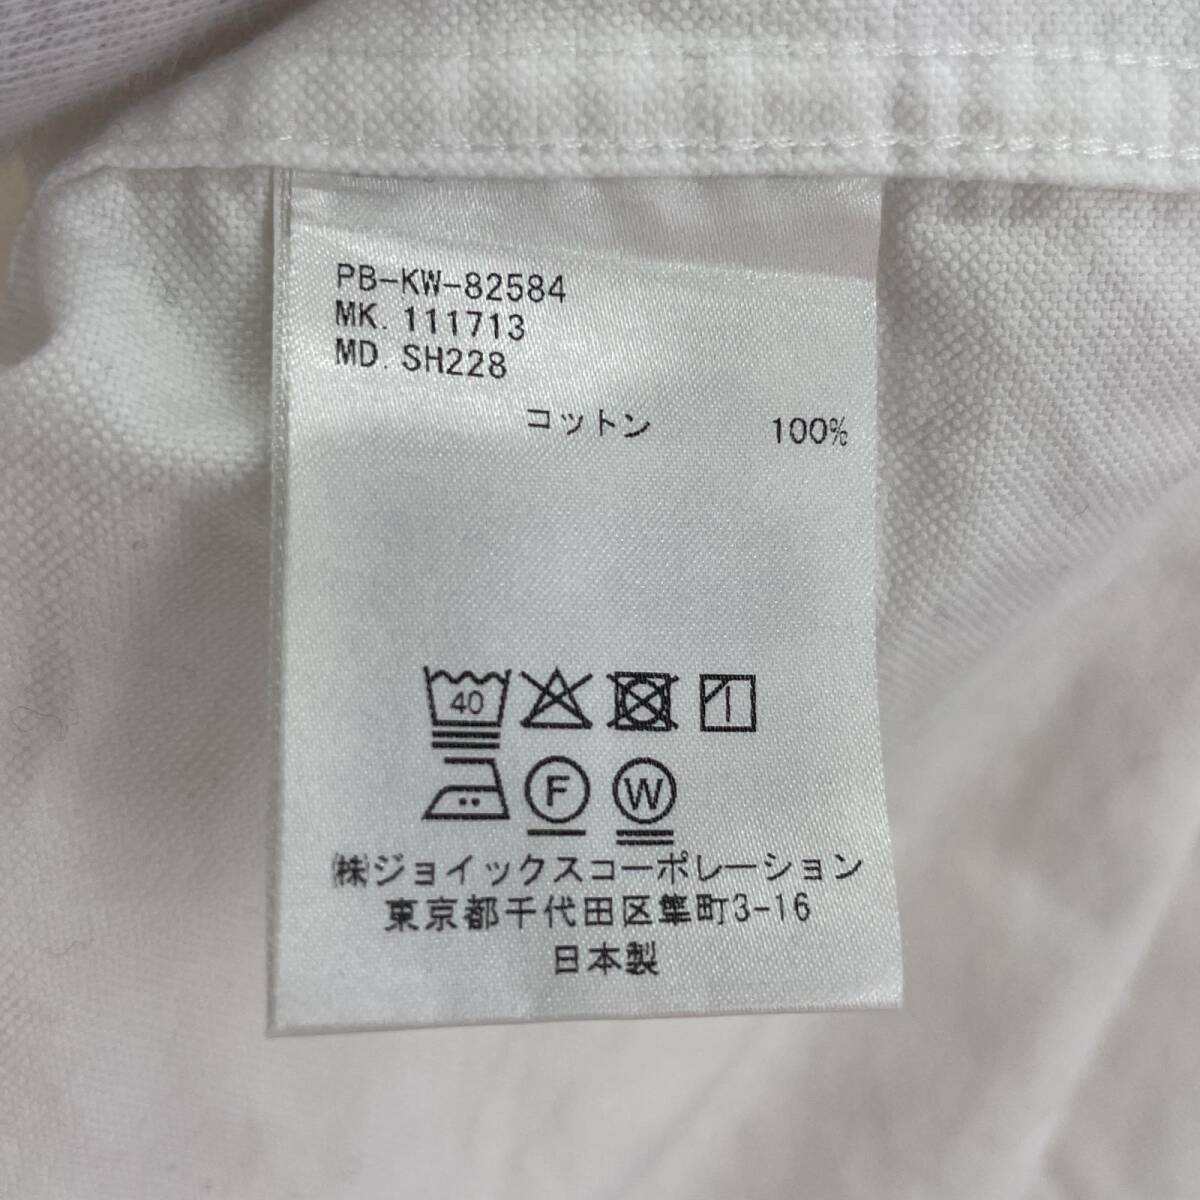 PB-KW-82584
MK. 111713
MD. SH228
コットン 100%
40
F W
㈱ジョイックスコーポレーション
東京都千代田区隼町3-16
日本製